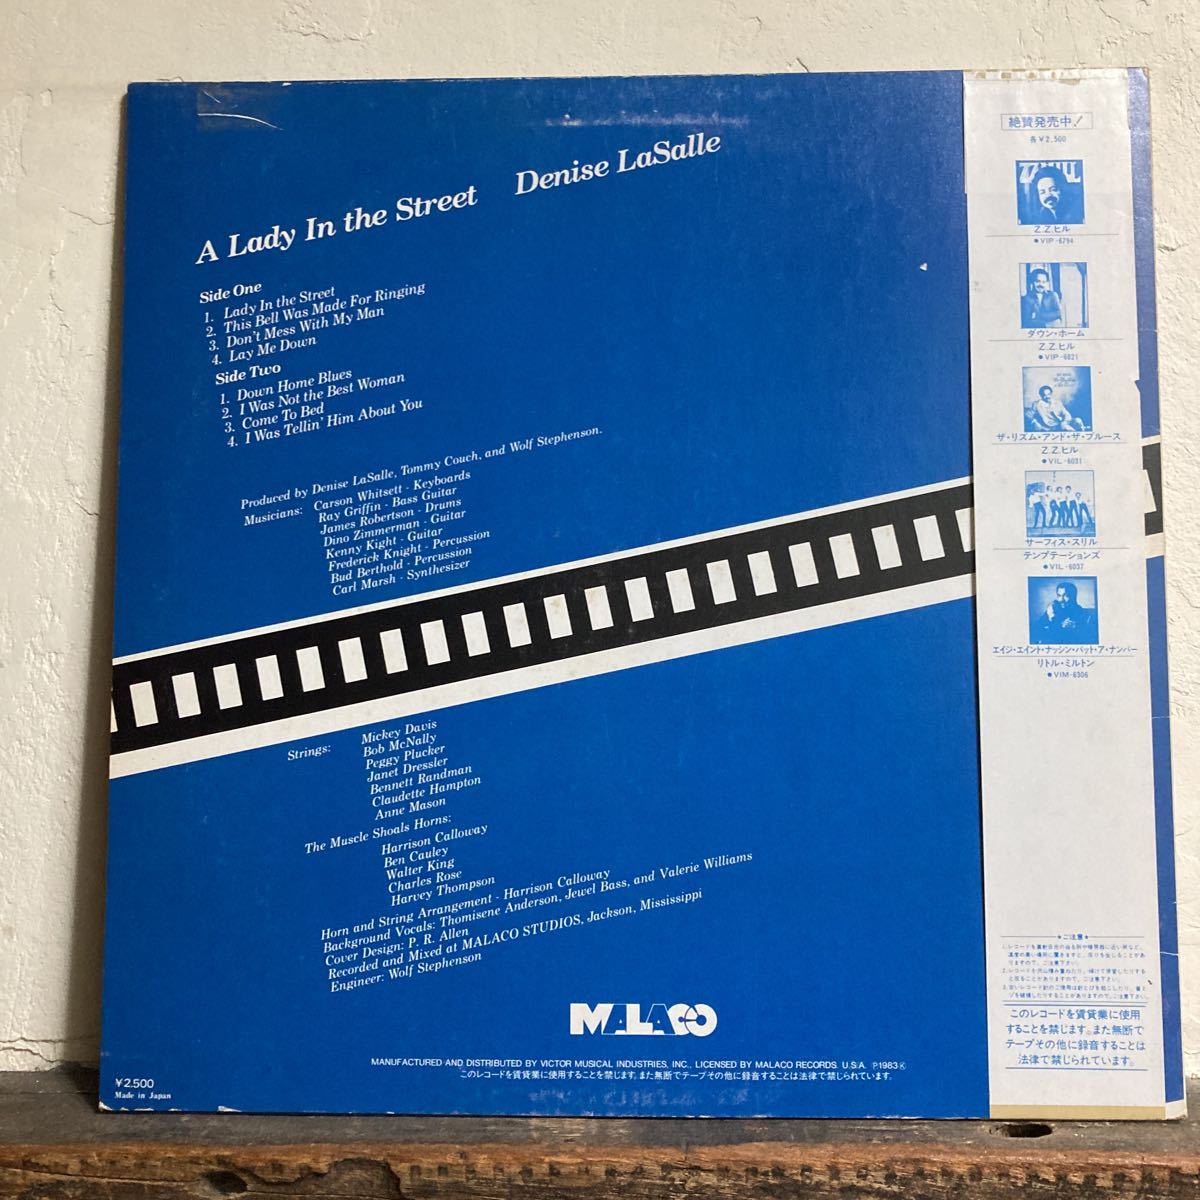 A Lady In the Street Denise LaSalle
Side One
1. Lady In the Street
2. This Bell Was Made For Ringing
3. Don't Mess With My Man
4. Lay Me Down
Side Two
1. Down Home Blues
2. I Was Not the Best Woman
3. Come To Bed
4. I Was Tellin' Him About You
Produced by Denise LaSalle, Tommy Couch, and Wolf Stephenson.
Musicians: Carson Whitsett - Keyboards
Ray Griffin - Bass Guitar
James Robertson - Drums
Dino Zimmerman - Guitar
Kenny Kight - Guitar
Frederick Knight - Percussion
Bud Berthold - Percussion
Carl Marsh - Synthesizer
Strings: Mickey Davis
Bob McNally
Peggy Plucker
Janet Dressler
Bennett Randman
Claudette Hampton
Anne Mason
The Muscle Shoals Horns:
Harrison Calloway
Ben Cauley
Walter King
Charles Rose
Harvey Thompson
Horn and String Arrangement - Harrison Calloway
Background Vocals: Thomisene Anderson, Jewel Bass, and Valerie Williams
Cover Design: P. R. Allen
Recorded and Mixed at MALACO STUDIOS, Jackson, Mississippi
Engineer: Wolf Stephenson
MALACO
MANUFACTURED AND DISTRIBUTED BY VICTOR MUSICAL INDUSTRIES, INC., LICENSED BY MALACO RECORDS. U.S.A. Ⓟ1983Ⓚ
このレコードを賃貸業に使用することを禁じます。また無断でテープその他に録音することは法律で禁じられています。
¥2,500
Made in Japan
絶賛発売中!
各¥2,500
Z.Z.ヒル
●VIP-6794
ダウン・ホーム
Z.Z.ヒル
●VIP-6821
ザ・リズム・アンド・ザ・ブルース
Z.Z.ヒル
●VIL-6031
サーフィス・スリル
テンプテーションズ
●VIL-6037
エイジ・エイント・ナッシン・バット・ア・ナンバー
リトル・ミルトン
●VIM-6306
★ご注意★
このレコードを賃貸業に使用
することを禁じます。また無断で
テープその他に録音することは
法律で禁じられています。